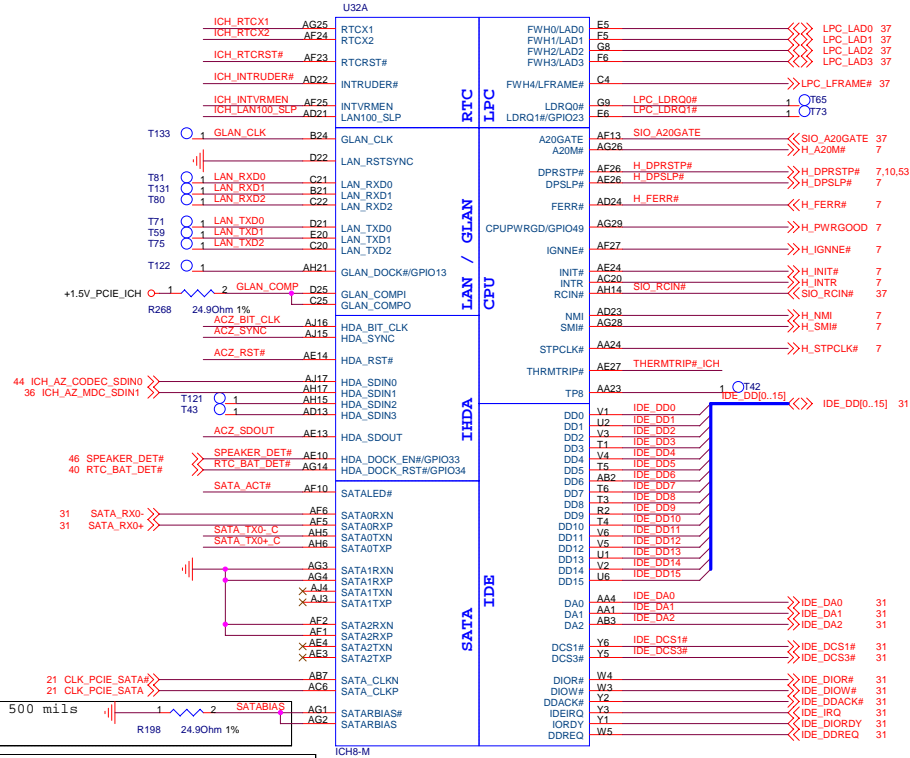 U32A
ICH_RTCX1 AG25 RTCX1 FWH0/LAD0 E5 LPC_LAD0 37
ICH_RTCX2 AF24 RTCX2 FWH1/LAD1 F5 LPC_LAD1 37
FWH2/LAD2 G8 LPC_LAD2 37
ICH_RTCRST# AF23 RTCRST# FWH3/LAD3 F6 LPC_LAD3 37
ICH_INTRUDER# AD22 INTRUDER# FWH4/LFRAME# C4 LPC_LFRAME# 37
ICH_INTVRMEN AF25 INTVRMEN LDRQ0# G9 LPC_LDRQ0# 1 T65
ICH_LAN100_SLP AD21 LAN100_SLP LDRQ1#/GPIO23 E6 LPC_LDRQ1# 1 T73
RTC LPC
T133 1 GLAN_CLK B24 GLAN_CLK A20GATE AF13 SIO_A20GATE SIO_A20GATE 37
A20M# AG26 H_A20M# 7
D22 LAN_RSTSYNC
DPRSTP# AF26 H_DPRSTP# H_DPRSTP# 7,10,53
T81 1 LAN_RXD0 C21 LAN_RXD0 DPSLP# AE26 H_DPSLP# H_DPSLP# 7
T131 1 LAN_RXD1 B21 LAN_RXD1
T80 1 LAN_RXD2 C22 LAN_RXD2 FERR# AD24 H_FERR# H_FERR# 7
T71 1 LAN_TXD0 D21 LAN_TXD0 CPUPWRGD/GPIO49 AG29 H_PWRGOOD 7
T59 1 LAN_TXD1 E20 LAN_TXD1
T75 1 LAN_TXD2 C20 LAN_TXD2 IGNNE# AF27 H_IGNNE# 7
T122 1 AH21 GLAN_DOCK#/GPIO13 INIT# AE24 H_INIT# 7
INTR AC20 H_INTR 7
+1.5V_PCIE_ICH 1 2 GLAN_COMP D25 GLAN_COMPI RCIN# AH14 SIO_RCIN# SIO_RCIN# 37
R268 24.9Ohm 1% C25 GLAN_COMPO
LAN / GLAN CPU
NMI AD23 H_NMI 7
ACZ_BIT_CLK AJ16 HDA_BIT_CLK SMI# AG28 H_SMI# 7
ACZ_SYNC AJ15 HDA_SYNC
STPCLK# AA24 H_STPCLK# 7
ACZ_RST# AE14 HDA_RST#
THRMTRIP# AE27 THERMTRIP#_ICH
44 ICH_AZ_CODEC_SDIN0 AJ17 HDA_SDIN0
36 ICH_AZ_MDC_SDIN1 AH17 HDA_SDIN1 TP8 AA23 1 T42
T121 1 AH15 HDA_SDIN2 IDE_DD[0..15] IDE_DD[0..15] 31
T43 1 AD13 HDA_SDIN3 DD0 V1 IDE_DD0
DD1 U2 IDE_DD1
ACZ_SDOUT AE13 HDA_SDOUT DD2 V3 IDE_DD2
DD3 T1 IDE_DD3
46 SPEAKER_DET# SPEAKER_DET# AE10 HDA_DOCK_EN#/GPIO33 DD4 V4 IDE_DD4
40 RTC_BAT_DET# RTC_BAT_DET# AG14 HDA_DOCK_RST#/GPIO34 DD5 T5 IDE_DD5
IHDA
DD6 AB2 IDE_DD6
SATA_ACT# AF10 SATALED# DD7 T6 IDE_DD7
DD8 T3 IDE_DD8
31 SATA_RX0- AF6 SATA0RXN DD9 R2 IDE_DD9
31 SATA_RX0+ AF5 SATA0RXP DD10 T4 IDE_DD10
SATA_TX0-_C AH5 SATA0TXN DD11 V6 IDE_DD11
SATA_TX0+_C AH6 SATA0TXP DD12 V5 IDE_DD12
DD13 U1 IDE_DD13
AG3 SATA1RXN DD14 V2 IDE_DD14
AG4 SATA1RXP DD15 U6 IDE_DD15
AJ4 SATA1TXN
AJ3 SATA1TXP DA0 AA4 IDE_DA0 IDE_DA0 31
DA1 AA1 IDE_DA1 IDE_DA1 31
AF2 SATA2RXN DA2 AB3 IDE_DA2 IDE_DA2 31
AF1 SATA2RXP
AE4 SATA2TXN DCS1# Y6 IDE_DCS1# IDE_DCS1# 31
AE3 SATA2TXP DCS3# Y5 IDE_DCS3# IDE_DCS3# 31
SATA IDE
21 CLK_PCIE_SATA# AB7 SATA_CLKN DIOR# W4 IDE_DIOR# 31
21 CLK_PCIE_SATA AC6 SATA_CLKP DIOW# W3 IDE_DIOW# 31
DDACK# Y2 IDE_DDACK# 31
500 mils 1 2 SATABIAS AG1 SATARBIAS# IDEIRQ Y3 IDE_IRQ 31
R198 24.9Ohm 1% AG2 SATARBIAS IORDY Y1 IDE_DIORDY 31
DDREQ W5 IDE_DDREQ 31
ICH8-M